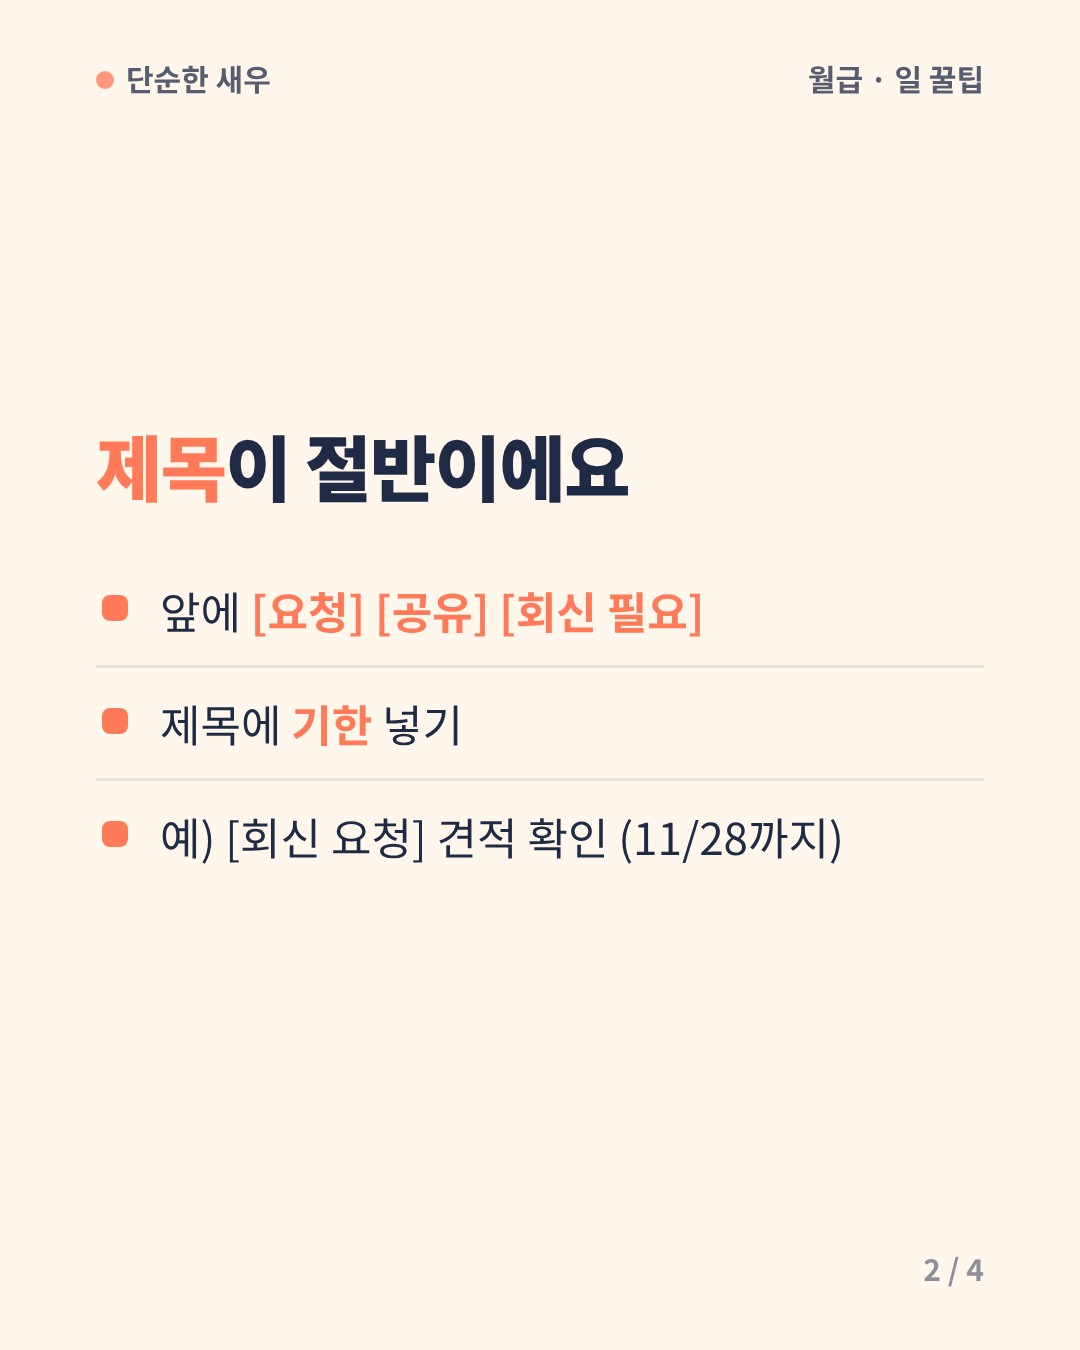 단순한 새우
월급 · 일 꿀팁
제목이 절반이에요
앞에 [요청] [공유] [회신 필요]
제목에 기한 넣기
예) [회신 요청] 견적 확인 (11/28까지)
2 / 4